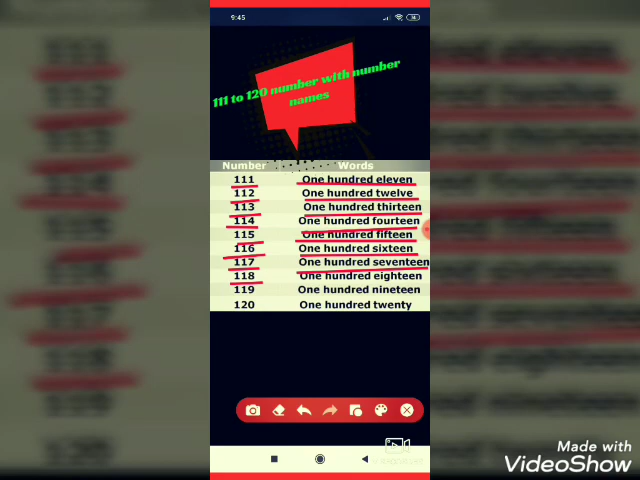 9:45
111 to 120 number with number
names
Number Words
111 One hundred eleven
112 One hundred twelve
113 One hundred thirteen
114 One hundred fourteen
115 One hundred fifteen
116 One hundred sixteen
117 One hundred seventeen
118 One hundred eighteen
119 One hundred nineteen
120 One hundred twenty
Made with
VideoShow